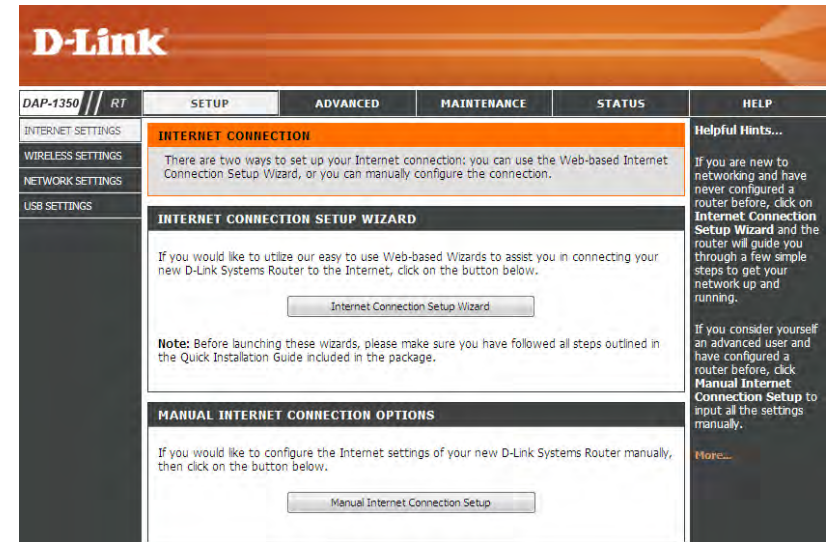 D-Link
DAP-1350 // RT
SETUP
ADVANCED
MAINTENANCE
STATUS
HELP
INTERNET SETTINGS
WIRELESS SETTINGS
NETWORK SETTINGS
USB SETTINGS
INTERNET CONNECTION
There are two ways to set up your Internet connection: you can use the Web-based Internet
Connection Setup Wizard, or you can manually configure the connection.
INTERNET CONNECTION SETUP WIZARD
If you would like to utilize our easy to use Web-based Wizards to assist you in connecting your
new D-Link Systems Router to the Internet, click on the button below.
Internet Connection Setup Wizard
Note: Before launching these wizards, please make sure you have followed all steps outlined in
the Quick Installation Guide included in the package.
MANUAL INTERNET CONNECTION OPTIONS
If you would like to configure the Internet settings of your new D-Link Systems Router manually,
then click on the button below.
Manual Internet Connection Setup
Helpful Hints...
If you are new to
networking and have
never configured a
router before, click on
Internet Connection
Setup Wizard and the
router will guide you
through a few simple
steps to get your
network up and
running.
If you consider yourself
an advanced user and
have configured a
router before, click
Manual Internet
Connection Setup to
input all the settings
manually.
More...